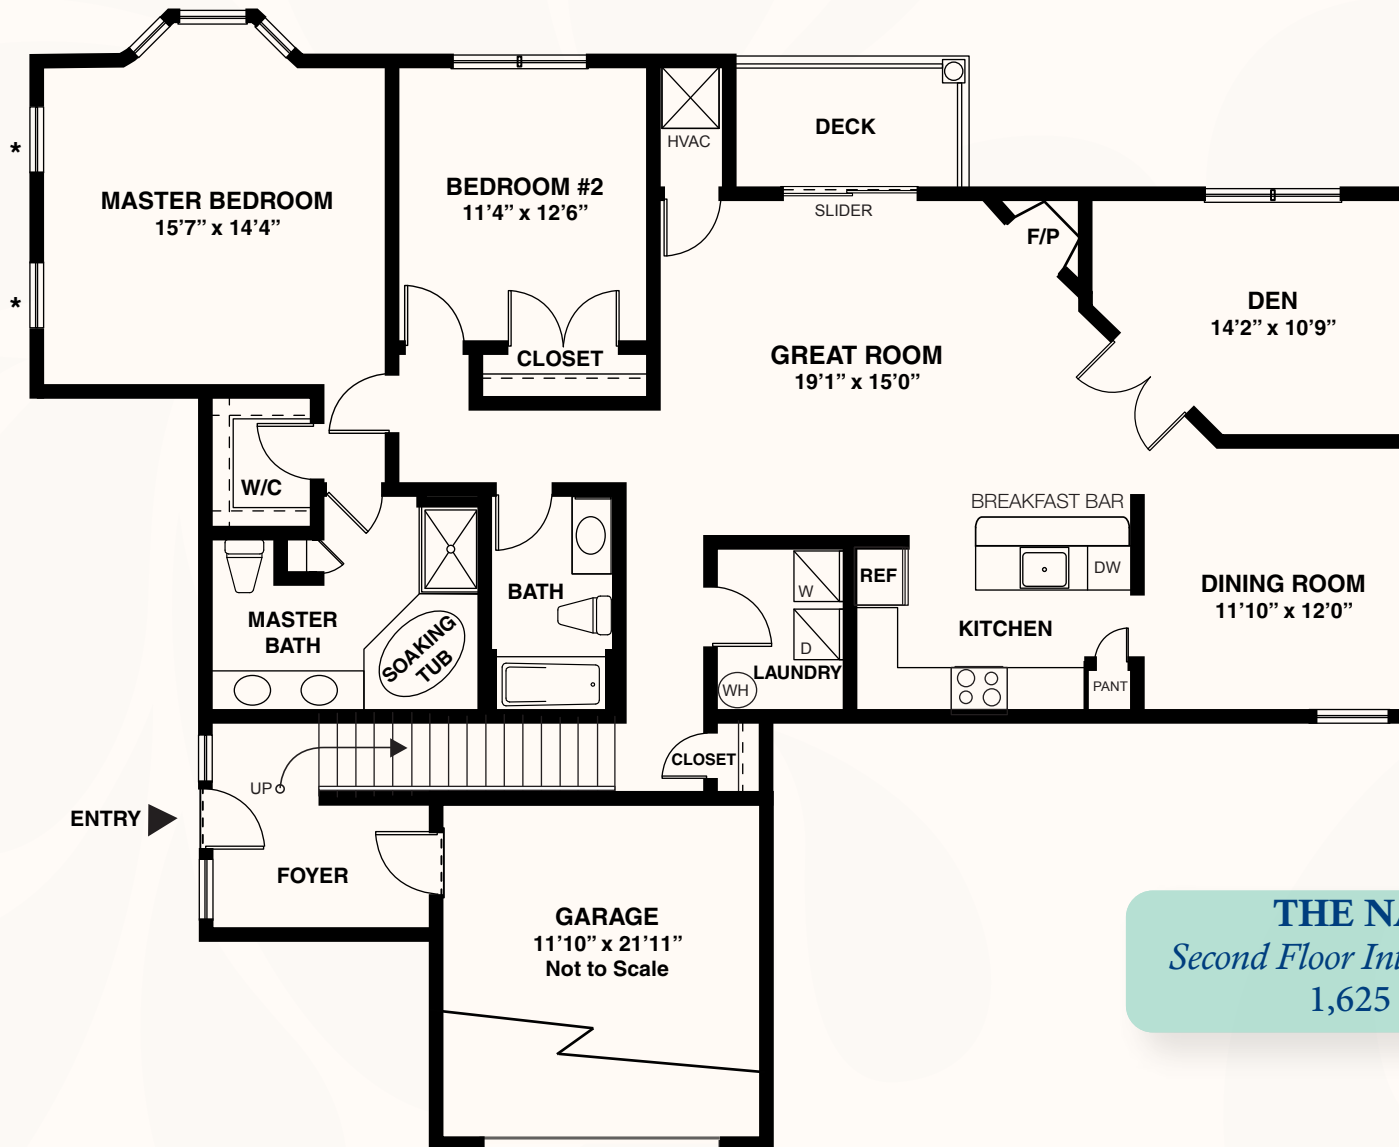 DECK
HVAC
*
MASTER BEDROOM
15’7” x 14’4”
BEDROOM #2
11’4” x 12’6”
SLIDER
F/P
*
DEN
14’2” x 10’9”
CLOSET
GREAT ROOM
19’1” x 15’0”
W/C
BREAKFAST BAR
REF
DW
W
BATH
DINING ROOM
11’10” x 12’0”
MASTER
BATH
SOAKING
TUB
KITCHEN
D
LAUNDRY
WH
PANT
CLOSET
UP
ENTRY
FOYER
GARAGE
11’10” x 21’11”
Not to Scale
THE
Second Floor
1,625